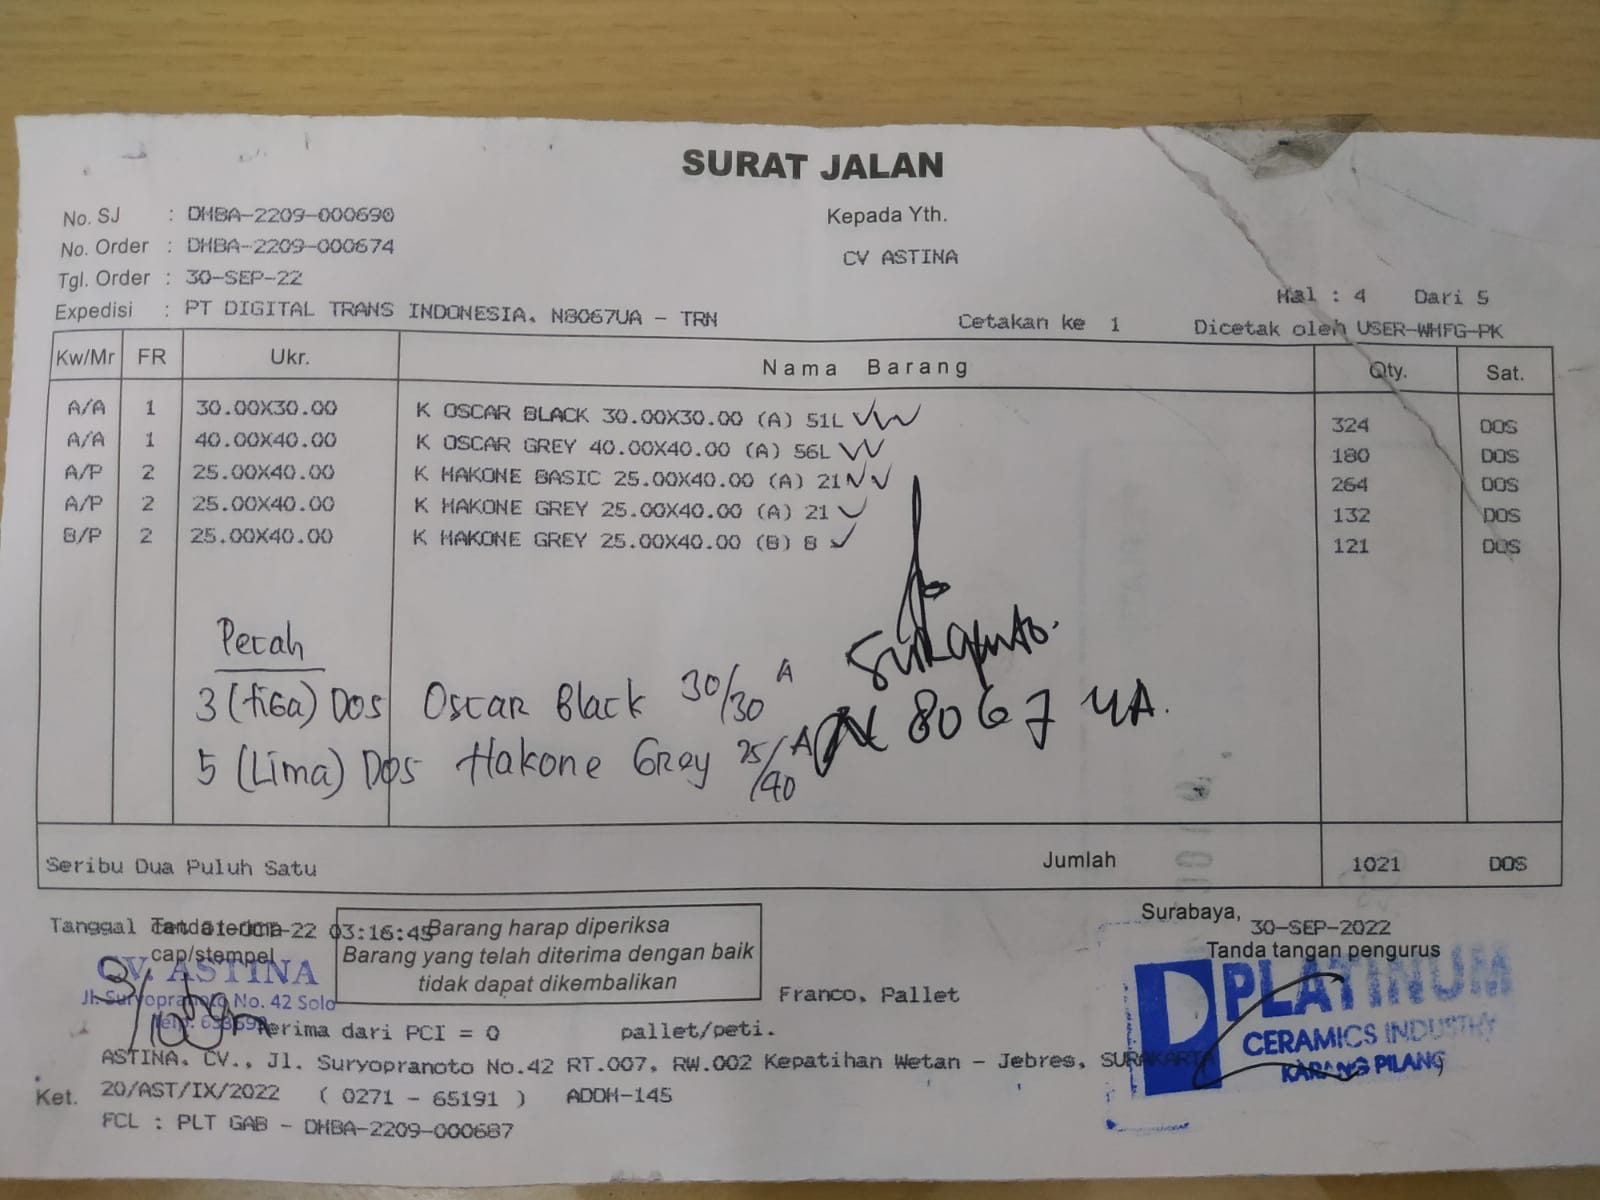 SURAT JALAN
No. SJ : DHBA-2209-000690
Kepada Yth.
No. Order : DHBA-2209-000674
CV ASTINA
Tgl. Order : 30-SEP-22
Hal : 4 Dari 5
Expedisi : PT DIGITAL TRANS INDONESIA. N8067UA - TRN
Cetakan ke 1 Dicetak oleh USER-WHFG-PK
Kw/Mr FR Ukr. Nama Barang Qty. Sat.
A/A 1 30.00X30.00 K OSCAR BLACK 30.00X30.00 (A) 51L 324 DOS
A/A 1 40.00X40.00 K OSCAR GREY 40.00X40.00 (A) 56L 180 DOS
A/P 2 25.00X40.00 K HAKONE BASIC 25.00X40.00 (A) 21 264 DOS
A/P 2 25.00X40.00 K HAKONE GREY 25.00X40.00 (A) 21 132 DOS
B/P 2 25.00X40.00 K HAKONE GREY 25.00X40.00 (B) B 121 DOS
Pecah
3 (tiGa) Dos Oscar Black 30/30 A
5 (Lima) Dos Hakone Grey 25/40 A
N 8067 UA.
Seribu Dua Puluh Satu Jumlah 1021 DOS
Tanggal Cetak 01-OCT-22 03:16:45
Tanda terima
cap/stempel
CV. ASTINA
Jl. Suryopranoto No. 42 Solo
Barang harap diperiksa
Barang yang telah diterima dengan baik
tidak dapat dikembalikan
Surabaya, 30-SEP-2022
Tanda tangan pengurus
PLATINUM
CERAMICS INDUSTRY
KARANG PILANG
Franco. Pallet
Terima dari PCI = 0 pallet/peti.
ASTINA. CV.. Jl. Suryopranoto No.42 RT.007. RW.002 Kepatihan Wetan - Jebres. SURAKARTA
Ket. 20/AST/IX/2022 ( 0271 - 65191 ) ADDH-145
FCL : PLT GAB - DHBA-2209-000687